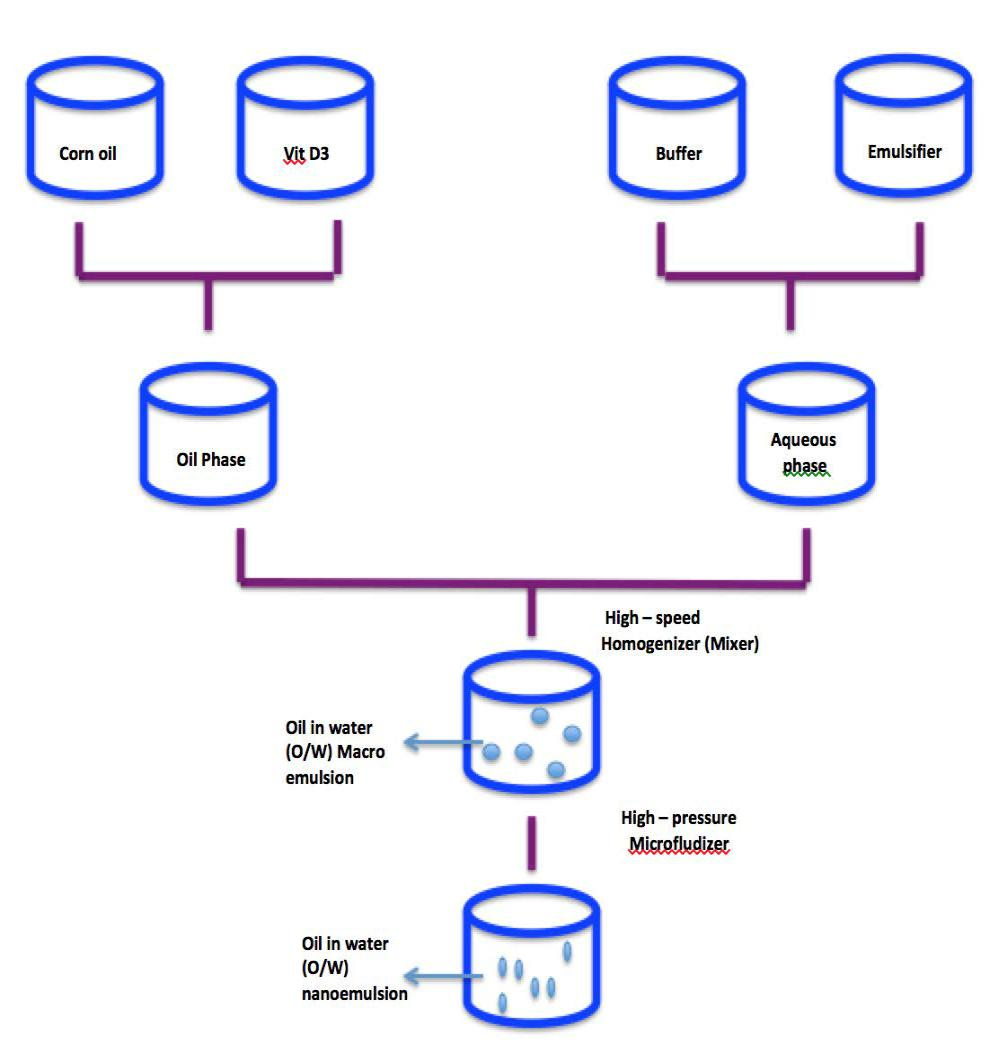 Corn oil
Vit D3
Buffer
Emulsifier
Oil Phase
Aqueous
phase
High – speed
Homogenizer (Mixer)
Oil in water
(O/W) Macro
emulsion
High – pressure
Microfludizer
Oil in water
(O/W)
nanoemulsion